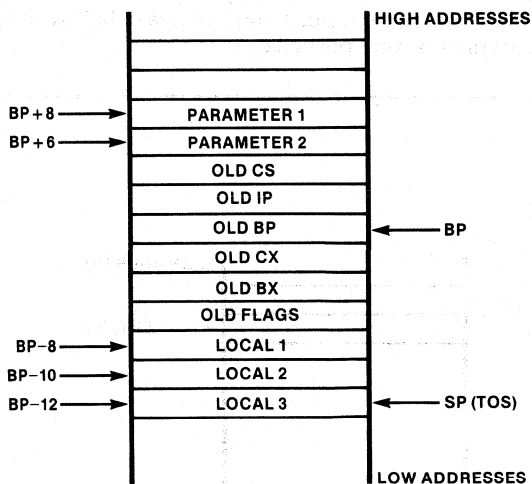 HIGH ADDRESSES
BP+8 PARAMETER 1
BP+6 PARAMETER 2
OLD CS
OLD IP
OLD BP BP
OLD CX
OLD BX
OLD FLAGS
BP-8 LOCAL 1
BP-10 LOCAL 2
BP-12 LOCAL 3 SP (TOS)
LOW ADDRESSES